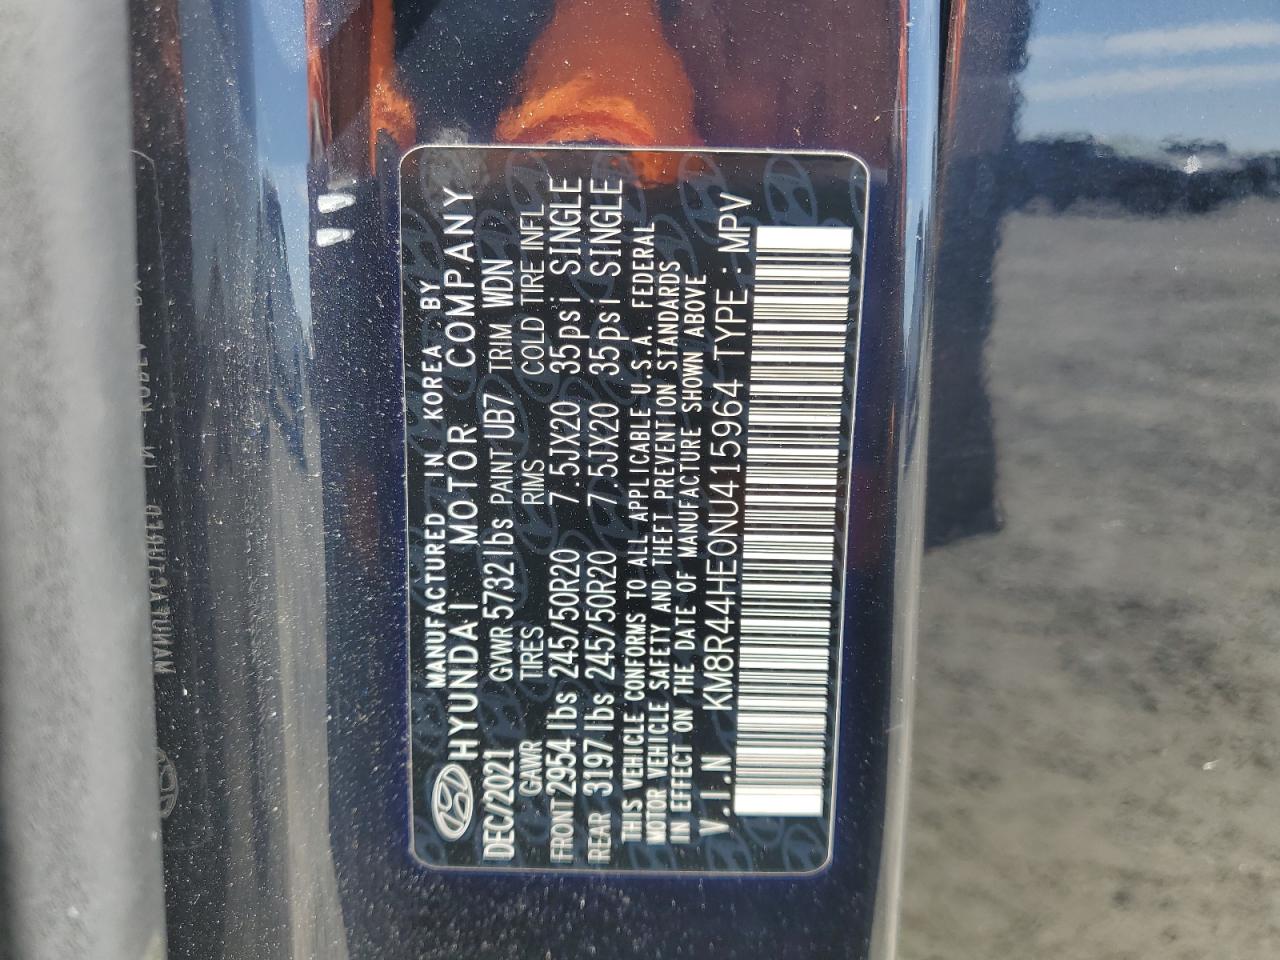 MANUFACTURED IN KOREA BY
HYUNDAI MOTOR COMPANY
DEC/2021 GVWR 5732lbs PAINT UB7 TRIM WDN
GAWR TIRES RIMS COLD TIRE INFL
FRONT 2954lbs 245/50R20 7.5JX20 35psi SINGLE
REAR 3197lbs 245/50R20 7.5JX20 35psi SINGLE
THIS VEHICLE CONFORMS TO ALL APPLICABLE U.S.A. FEDERAL
MOTOR VEHICLE SAFETY AND THEFT PREVENTION STANDARDS
IN EFFECT ON THE DATE OF MANUFACTURE SHOWN ABOVE
V.I.N KM8R44HE0NU415964 TYPE : MPV